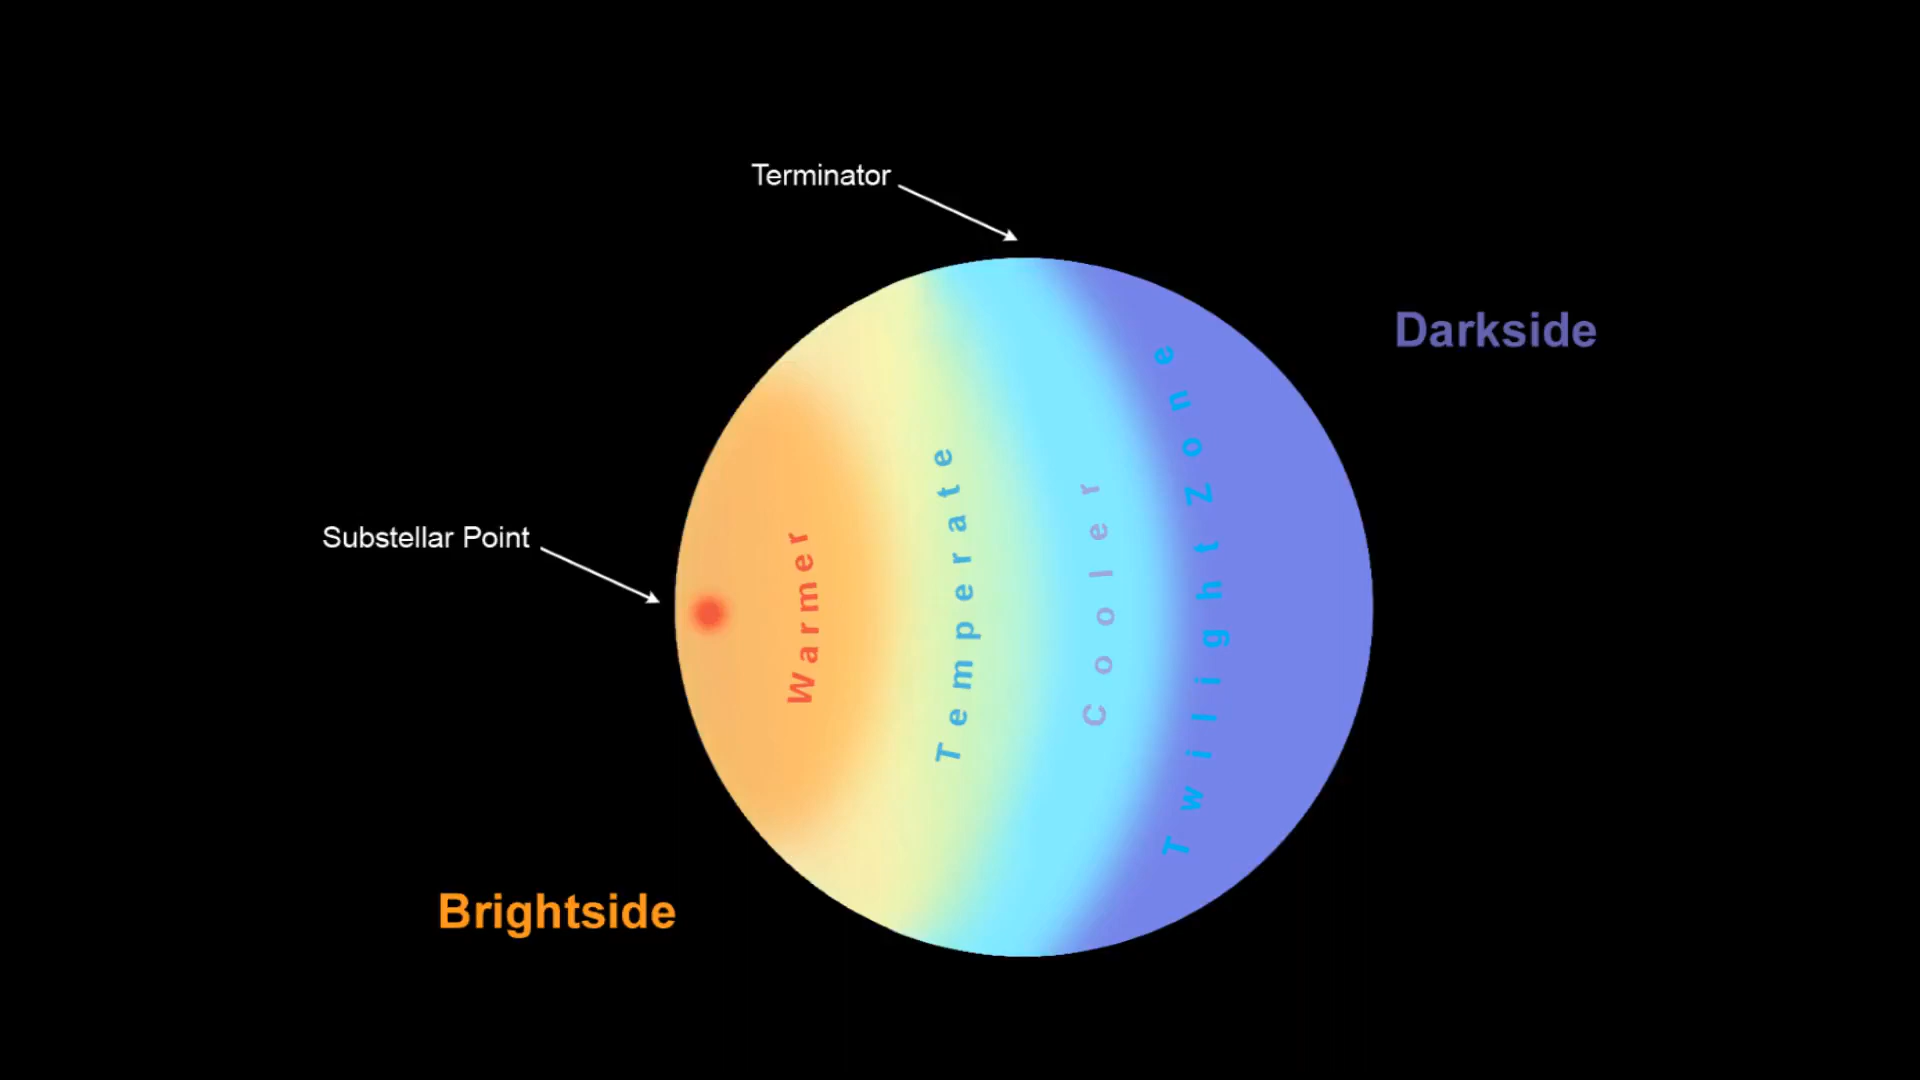 Terminator
Darkside
Substellar Point
Warmer
Temperate
Cooler
Twilight Zone
Brightside